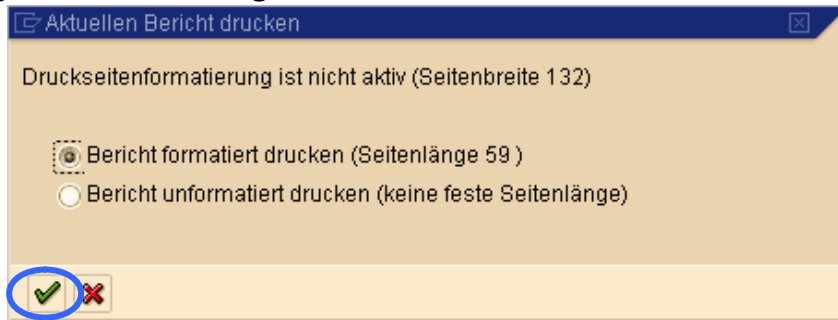 Aktuellen Bericht drucken
Druckseitenformatierung ist nicht aktiv (Seitenbreite 132)
Bericht formatiert drucken (Seitenlänge 59 )
Bericht unformatiert drucken (keine feste Seitenlänge)